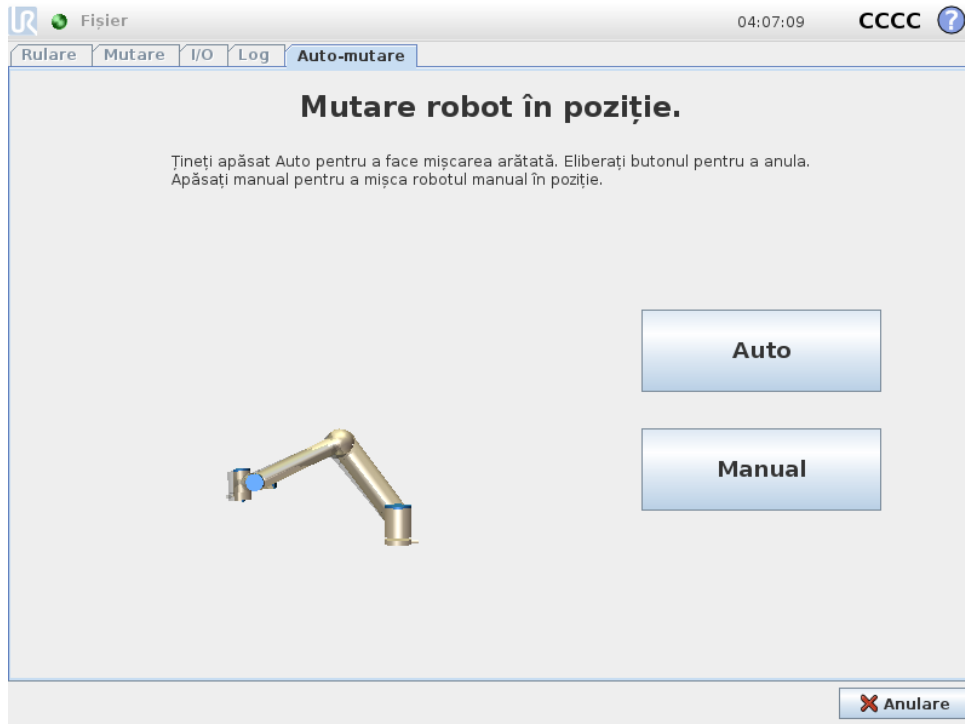 UR Fișier 04:07:09 CCCC ?
Rulare Mutare I/O Log Auto-mutare
Mutare robot în poziție.
Țineți apăsat Auto pentru a face mișcarea arătată. Eliberați butonul pentru a anula.
Apăsați manual pentru a mișca robotul manual în poziție.
Auto
Manual
Anulare